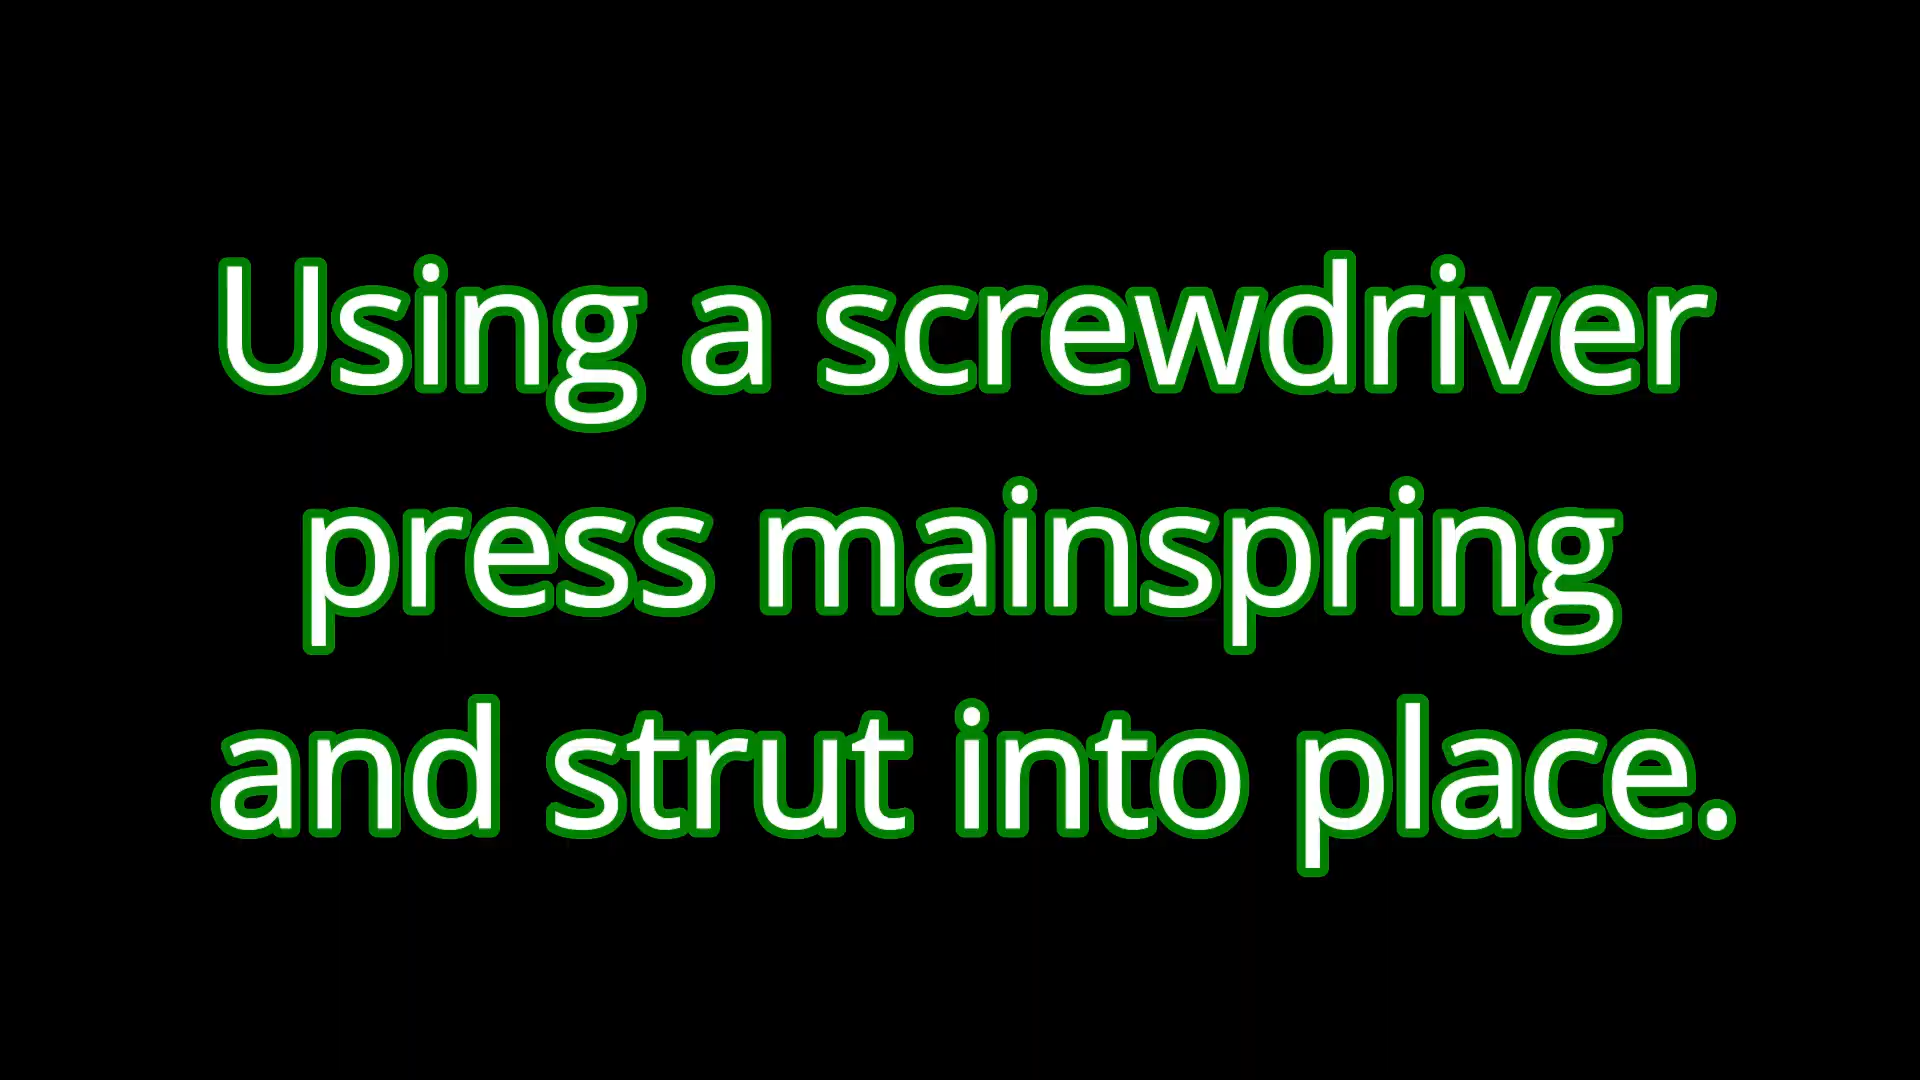 Using a screwdriver
press mainspring
and strut into place.